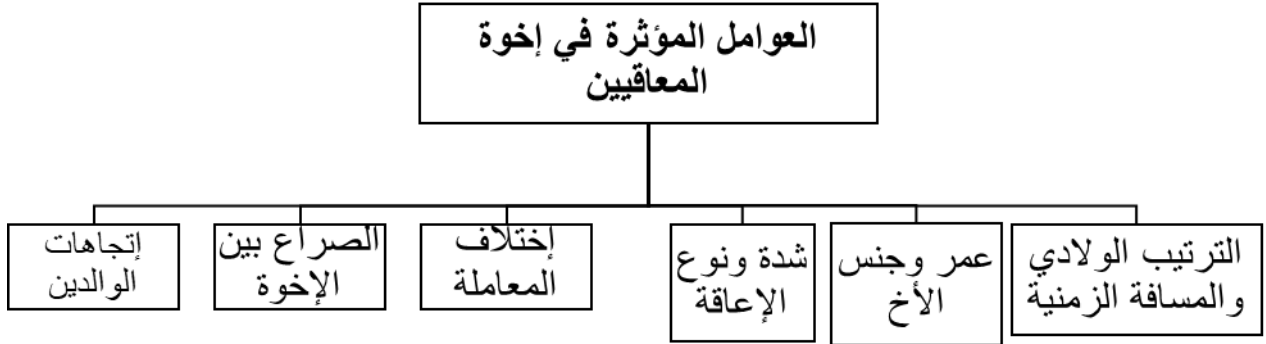 العوامل المؤثرة في إخوة
المعاقيين
الترتيب الولادي
والمسافة الزمنية
عمر وجنس
الأخ
شدة ونوع
الإعاقة
إختلاف
المعاملة
الصراع بين
الإخوة
إتجاهات
الوالدين